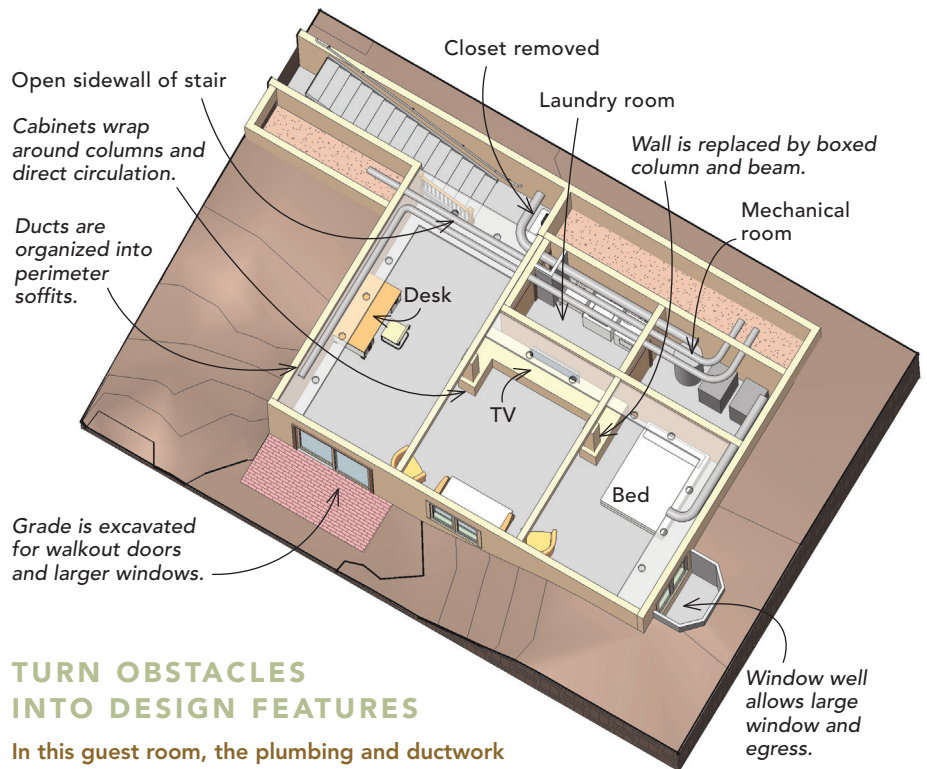 Closet removed
Open sidewall of stair
Laundry room
Cabinets wrap
around columns and
direct circulation.
Wall is replaced by boxed
column and beam.
Mechanical
room
Ducts are
organized into
perimeter
soffits.
Desk
TV
Bed
Grade is excavated
for walkout doors
and larger windows.
Window well
allows large
window and
egress.
TURN OBSTACLES
INTO DESIGN FEATURES
In this guest room, the plumbing and ductwork